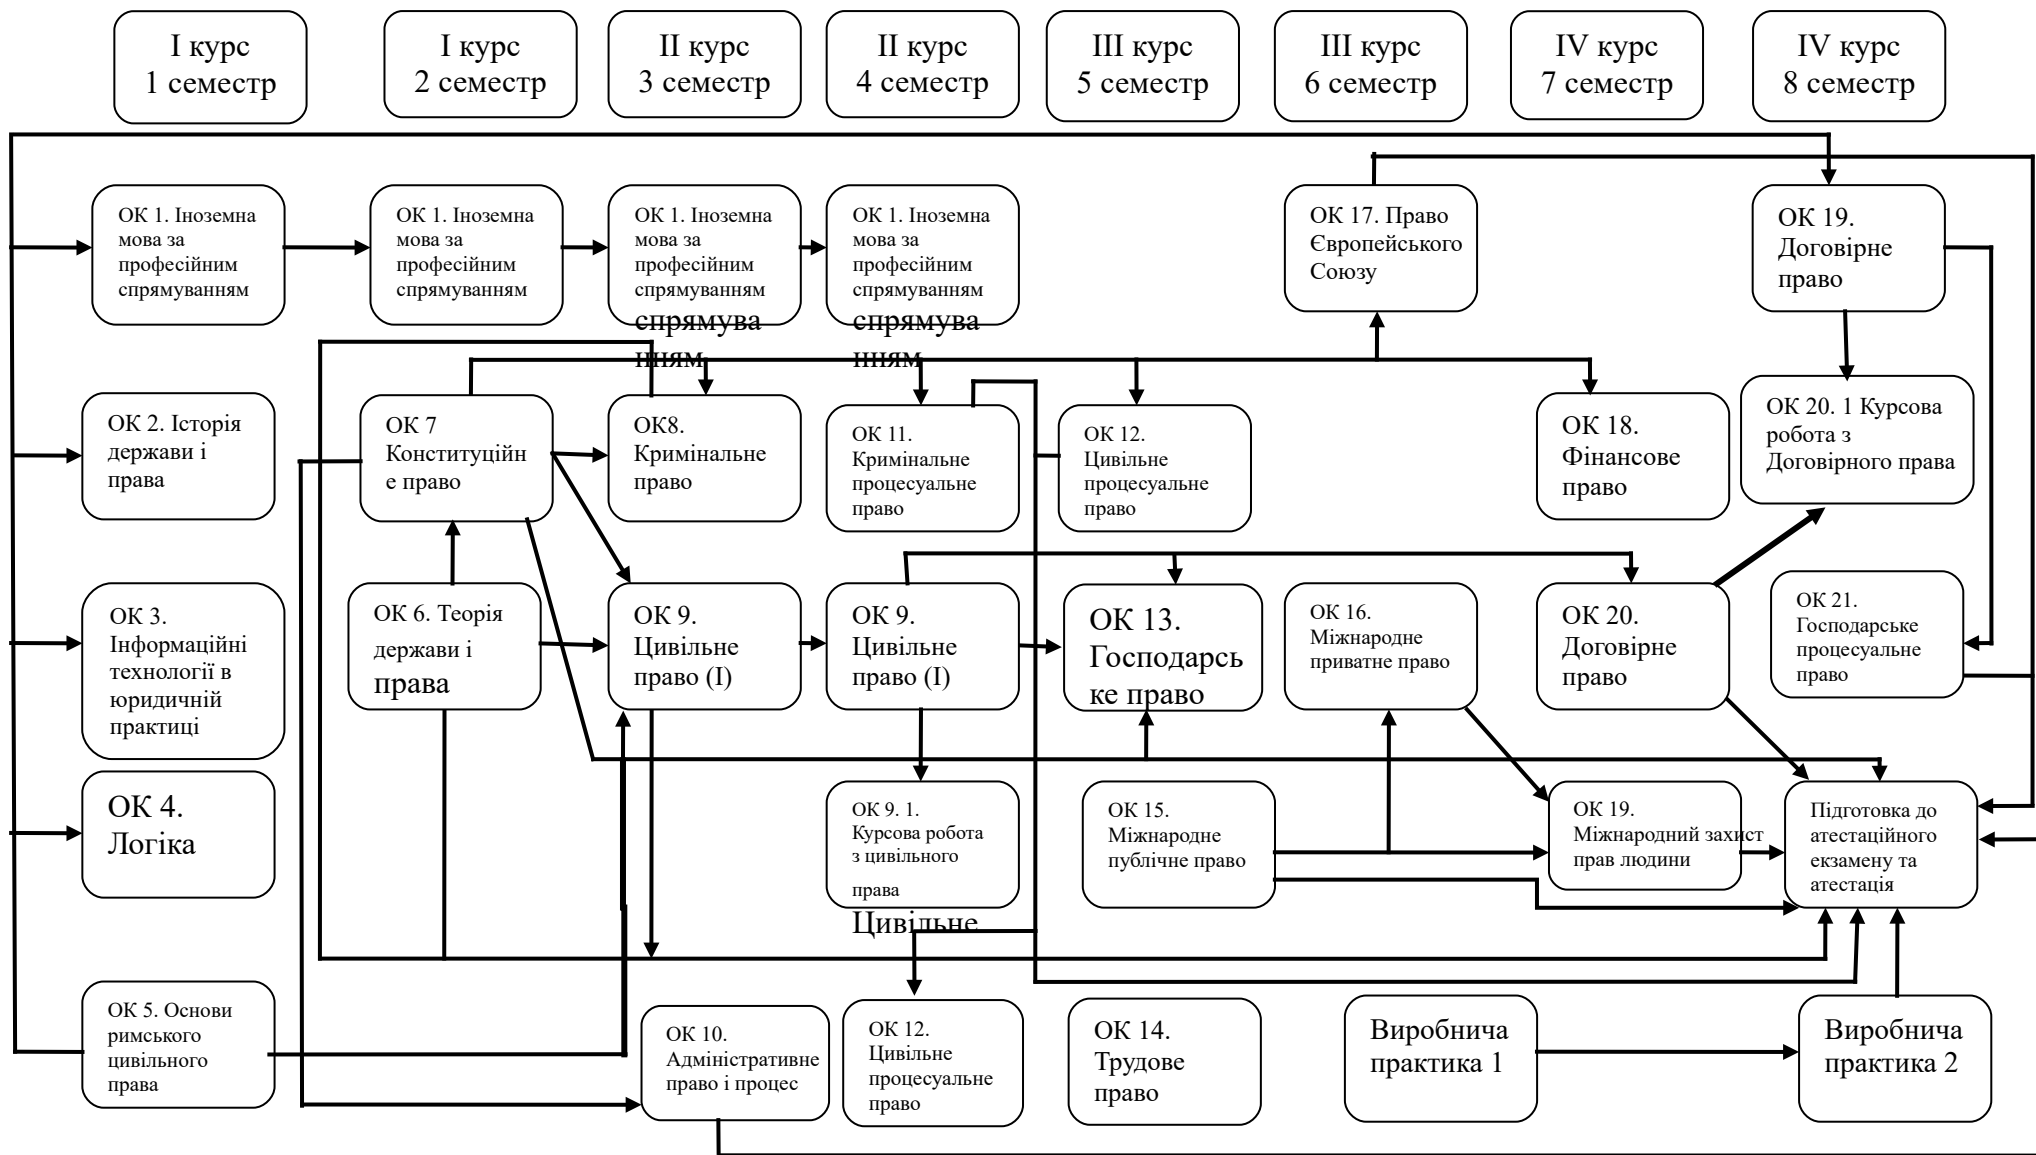 І курс
1 семестр
І курс
2 семестр
ІІ курс
3 семестр
ІІ курс
4 семестр
ІІІ курс
5 семестр
ІІІ курс
6 семестр
IV курс
7 семестр
IV курс
8 семестр
ОК 1. Іноземна
мова за
професійним
спрямуванням
ОК 1. Іноземна
мова за
професійним
спрямуванням
ОК 1. Іноземна
мова за
професійним
спрямуванням
спрямува
нням
ОК 1. Іноземна
мова за
професійним
спрямуванням
спрямува
нням
ОК 17. Право
Європейського
Союзу
ОК 19.
Договірне
право
ОК 2. Історія
держави і
права
ОК 7
Конституційн
е право
ОК8.
Кримінальне
право
ОК 11.
Кримінальне
процесуальне
право
ОК 12.
Цивільне
процесуальне
право
ОК 18.
Фінансове
право
ОК 20. 1 Курсова
робота з
Договірного права
ОК 3.
Інформаційні
технології в
юридичній
практиці
ОК 6. Теорія
держави і
права
ОК 9.
Цивільне
право (І)
ОК 9.
Цивільне
право (І)
ОК 13.
Господарсь
ке право
ОК 16.
Міжнародне
приватне право
ОК 20.
Договірне
право
ОК 21.
Господарське
процесуальне
право
ОК 4.
Логіка
ОК 9. 1.
Курсова робота
з цивільного
права
Цивільне
ОК 15.
Міжнародне
публічне право
ОК 19.
Міжнародний захист
прав людини
Підготовка до
атестаційного
екзамену та
атестація
ОК 5. Основи
римського
цивільного
права
ОК 10.
Адміністративне
право і процес
ОК 12.
Цивільне
процесуальне
право
ОК 14.
Трудове
право
Виробнича
практика 1
Виробнича
практика 2